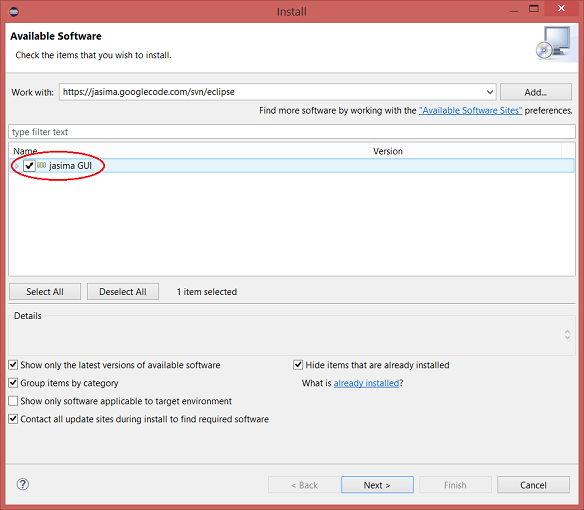 Install
Available Software
Check the items that you wish to install.
Work with: https://jasima.googlecode.com/svn/eclipse Add...
Find more software by working with the "Available Software Sites" preferences.
type filter text
Name Version
jasima GUI
Select All Deselect All 1 item selected
Details
Show only the latest versions of available software Hide items that are already installed
Group items by category What is already installed?
Show only software applicable to target environment
Contact all update sites during install to find required software
? < Back Next > Finish Cancel